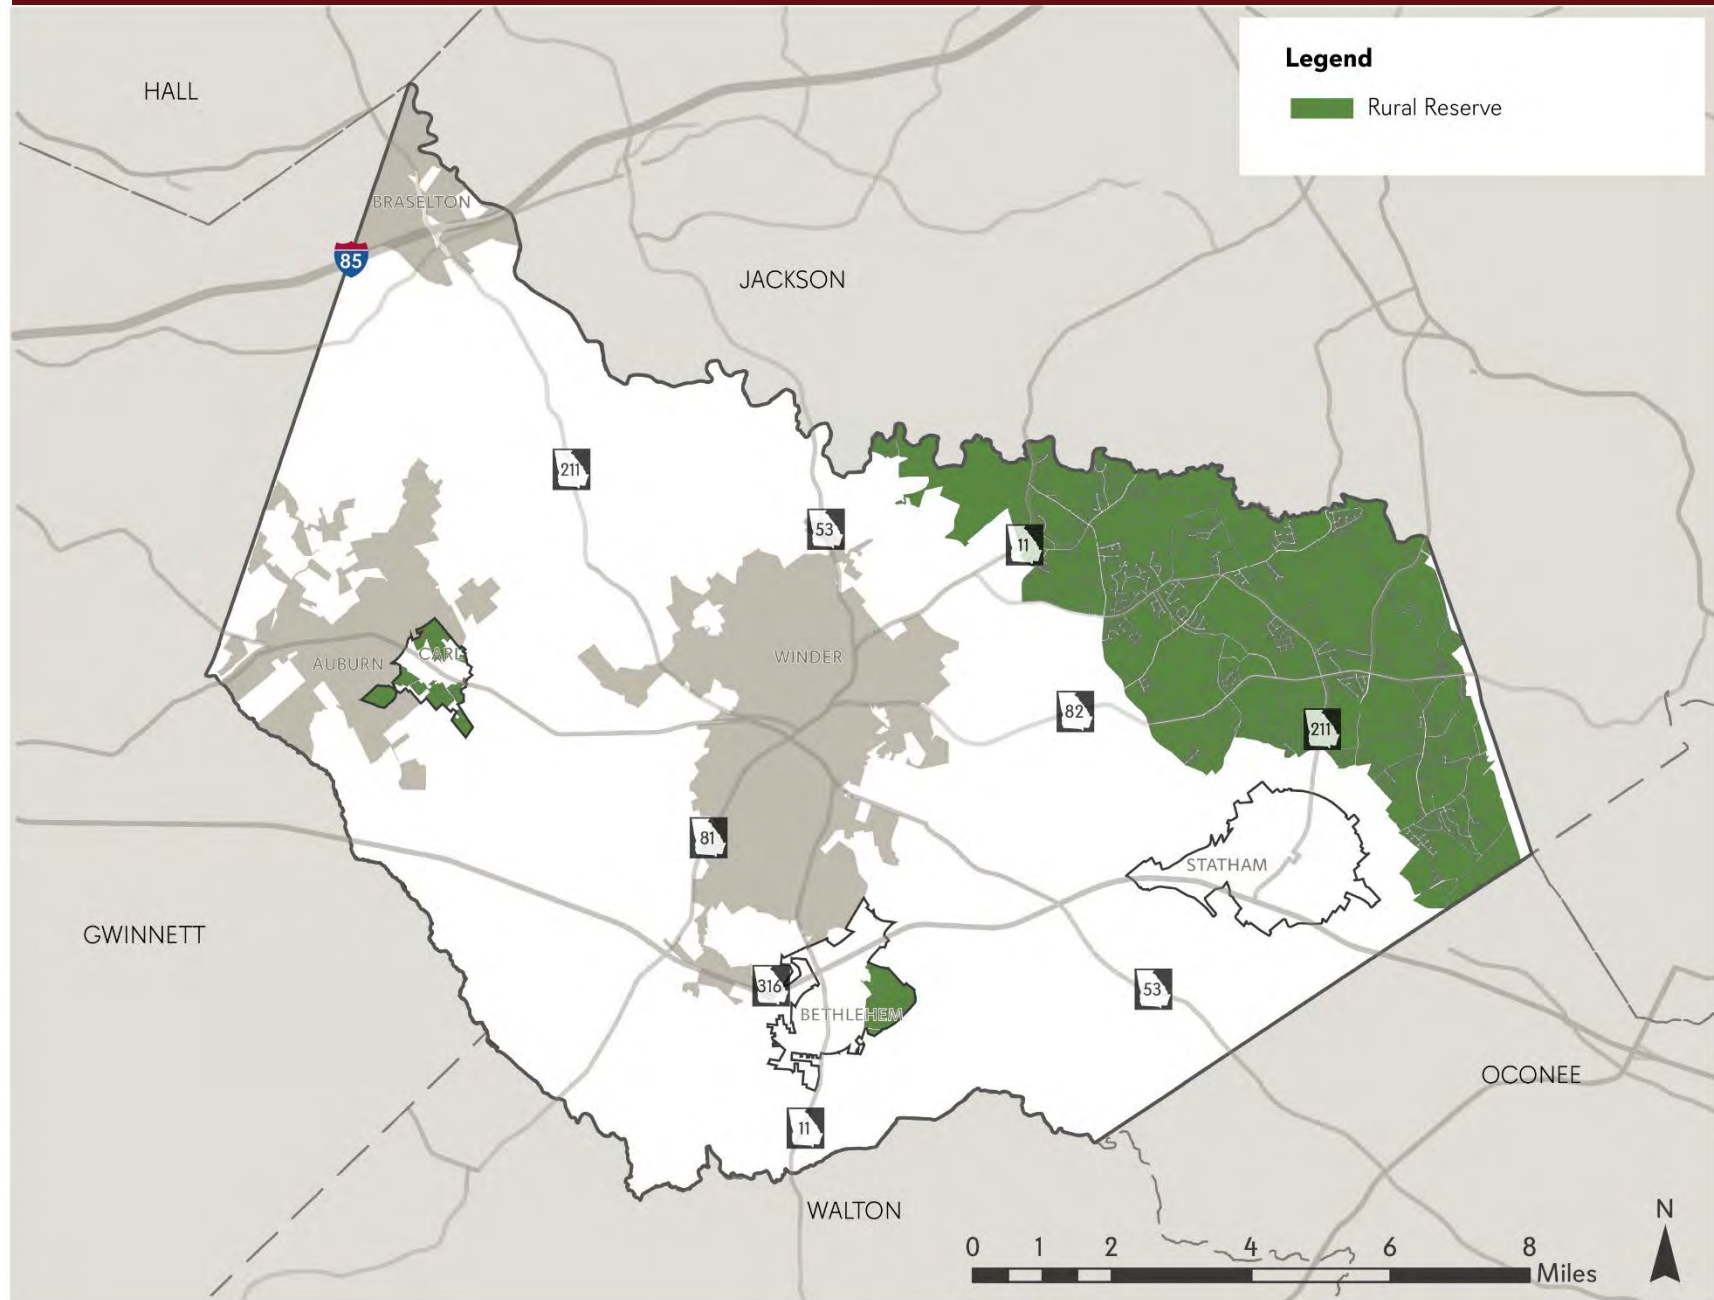 Legend
Rural Reserve
HALL
BRASELTON
85
JACKSON
211
53
11
CARL
AUBURN
WINDER
82
211
81
STATHAM
GWINNETT
316
BETHLEHEM
53
OCONEE
11
WALTON
N
0 1 2 4 6 8
Miles